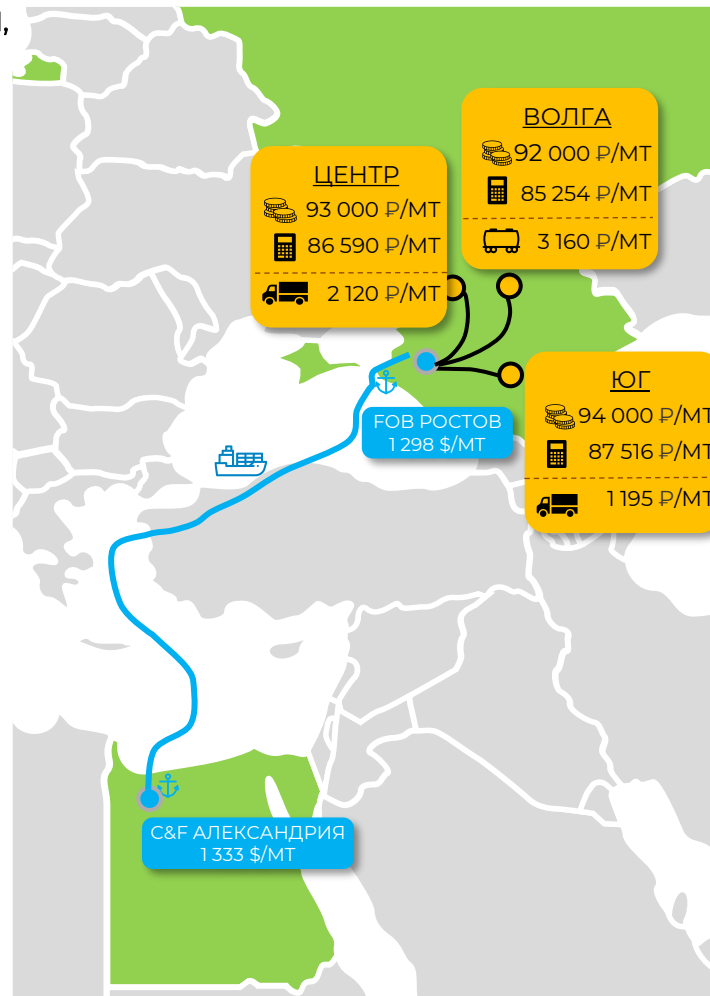 ВОЛГА
92 000 ₽/МТ
85 254 ₽/МТ
3 160 ₽/МТ
ЦЕНТР
93 000 ₽/МТ
86 590 ₽/МТ
2 120 ₽/МТ
ЮГ
94 000 ₽/МТ
87 516 ₽/МТ
1 195 ₽/МТ
FOB РОСТОВ
1 298 $/МТ
C&F АЛЕКСАНДРИЯ
1 333 $/МТ